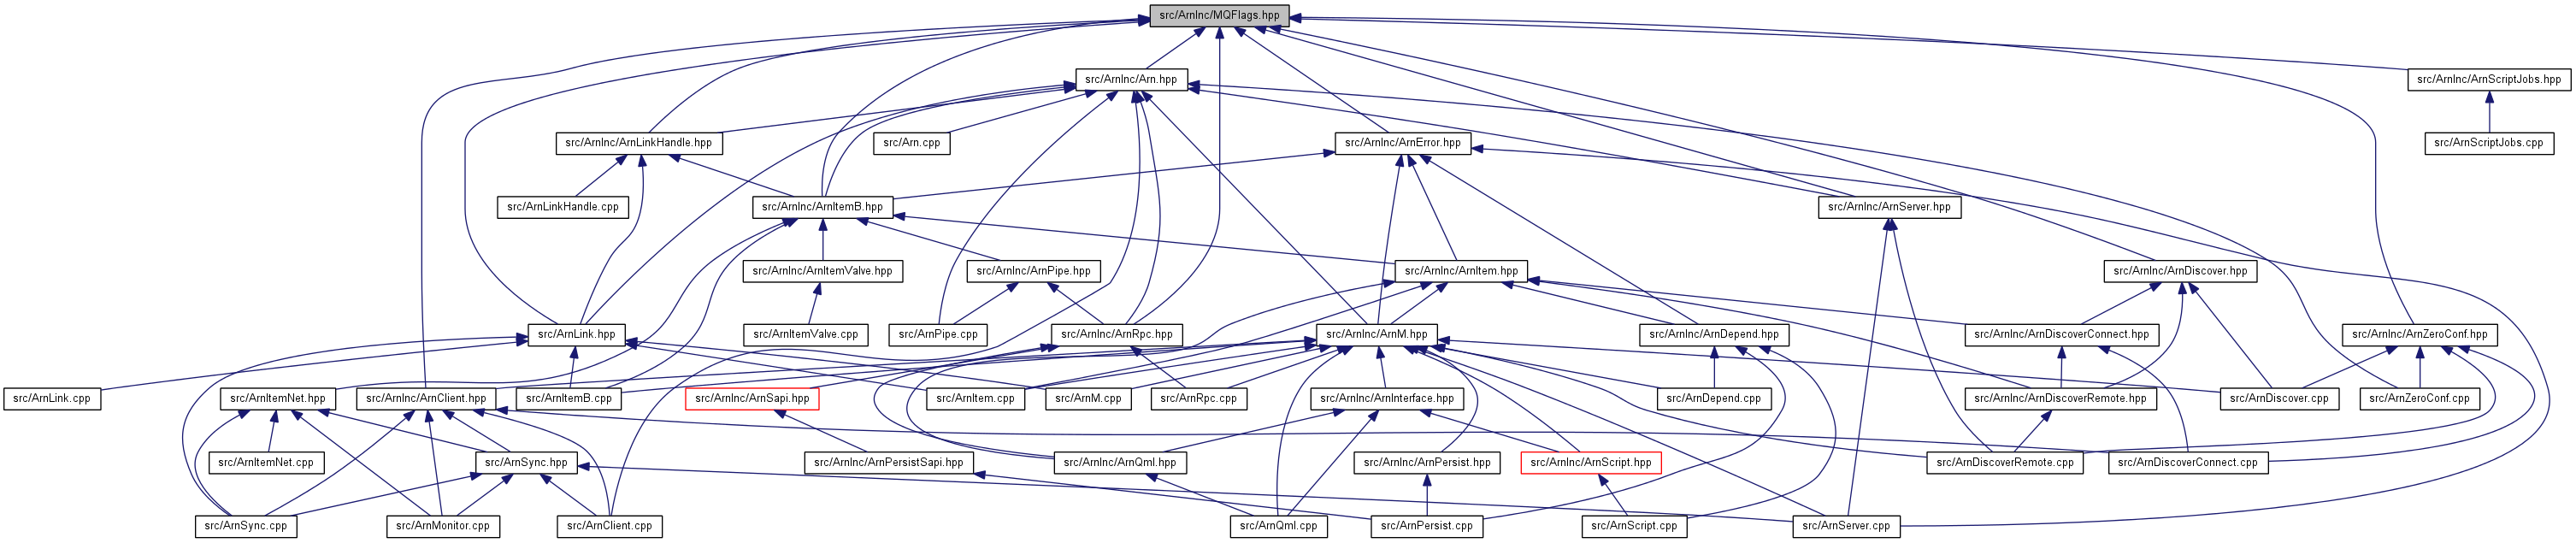 src/ArnInc/MQFlags.hpp
src/ArnInc/Arn.hpp
src/ArnInc/ArnScriptJobs.hpp
src/ArnInc/ArnLinkHandle.hpp
src/Arn.cpp
src/ArnInc/ArnError.hpp
src/ArnScriptJobs.cpp
src/ArnLinkHandle.cpp
src/ArnInc/ArnItemB.hpp
src/ArnInc/ArnServer.hpp
src/ArnInc/ArnItemValve.hpp
src/ArnInc/ArnPipe.hpp
src/ArnInc/ArnItem.hpp
src/ArnInc/ArnDiscover.hpp
src/ArnLink.hpp
src/ArnItemValve.cpp
src/ArnPipe.cpp
src/ArnInc/ArnRpc.hpp
src/ArnInc/ArnM.hpp
src/ArnInc/ArnDepend.hpp
src/ArnInc/ArnDiscoverConnect.hpp
src/ArnInc/ArnZeroConf.hpp
src/ArnLink.cpp
src/ArnItemNet.hpp
src/ArnInc/ArnClient.hpp
src/ArnItemB.cpp
src/ArnInc/ArnSapi.hpp
src/ArnItem.cpp
src/ArnM.cpp
src/ArnRpc.cpp
src/ArnInc/ArnInterface.hpp
src/ArnDepend.cpp
src/ArnInc/ArnDiscoverRemote.hpp
src/ArnDiscover.cpp
src/ArnZeroConf.cpp
src/ArnItemNet.cpp
src/ArnSync.hpp
src/ArnInc/ArnPersistSapi.hpp
src/ArnInc/ArnQml.hpp
src/ArnInc/ArnPersist.hpp
src/ArnInc/ArnScript.hpp
src/ArnDiscoverRemote.cpp
src/ArnDiscoverConnect.cpp
src/ArnSync.cpp
src/ArnMonitor.cpp
src/ArnClient.cpp
src/ArnQml.cpp
src/ArnPersist.cpp
src/ArnScript.cpp
src/ArnServer.cpp